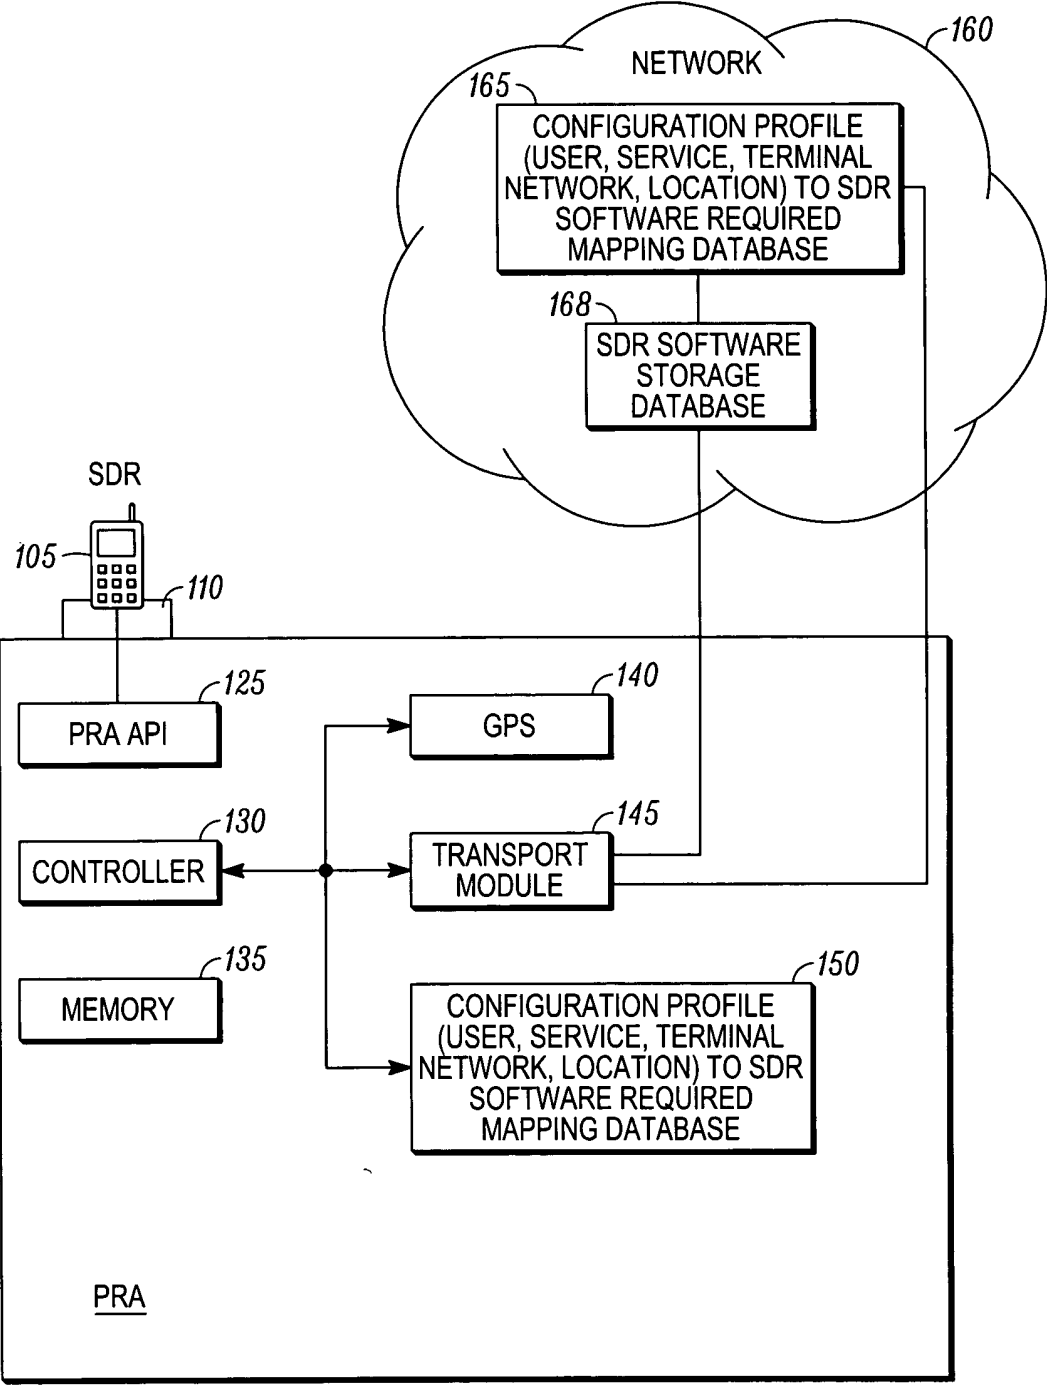 160
NETWORK
165
CONFIGURATION PROFILE
(USER, SERVICE, TERMINAL
NETWORK, LOCATION) TO SDR
SOFTWARE REQUIRED
MAPPING DATABASE
168
SDR SOFTWARE
STORAGE
DATABASE
SDR
105
110
125
PRA API
140
GPS
130
CONTROLLER
145
TRANSPORT
MODULE
135
MEMORY
150
CONFIGURATION PROFILE
(USER, SERVICE, TERMINAL
NETWORK, LOCATION) TO SDR
SOFTWARE REQUIRED
MAPPING DATABASE
PRA